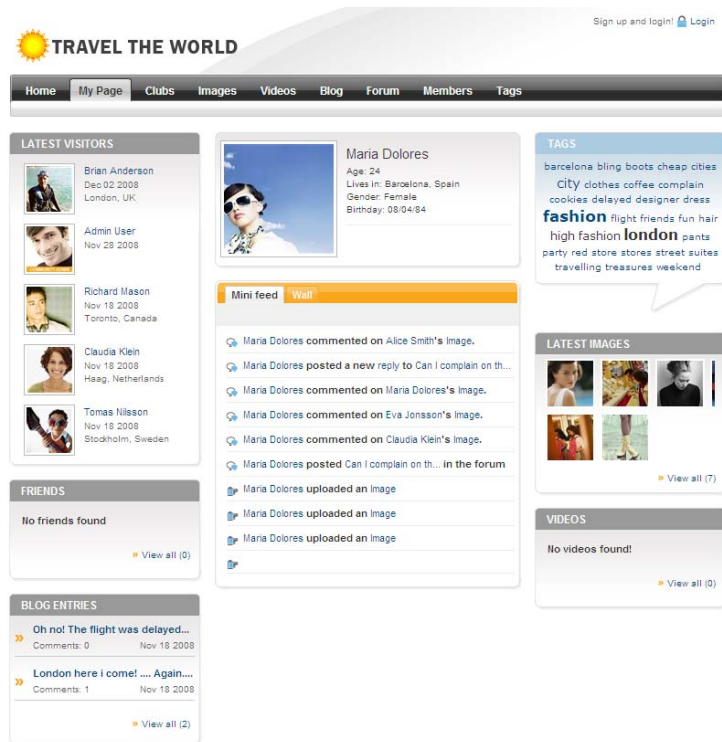 Sign up and login! Login
TRAVEL THE WORLD
Home My Page Clubs Images Videos Blog Forum Members Tags
LATEST VISITORS
Brian Anderson
Dec 02 2008
London, UK
Admin User
Nov 28 2008
Richard Mason
Nov 18 2008
Toronto, Canada
Claudia Klein
Nov 18 2008
Haag, Netherlands
Tomas Nilsson
Nov 18 2008
Stockholm, Sweden
FRIENDS
No friends found
» View all (0)
BLOG ENTRIES
» Oh no! The flight was delayed...
Comments: 0 Nov 18 2008
» London here i come! .... Again....
Comments: 1 Nov 18 2008
» View all (2)
Maria Dolores
Age: 24
Lives in: Barcelona, Spain
Gender: Female
Birthday: 08/04/84
Mini feed Wall
Maria Dolores commented on Alice Smith's Image.
Maria Dolores posted a new reply to Can I complain on th...
Maria Dolores commented on Maria Dolores's Image.
Maria Dolores commented on Eva Jonsson's Image.
Maria Dolores commented on Claudia Klein's Image.
Maria Dolores posted Can I complain on th... in the forum
Maria Dolores uploaded an Image
Maria Dolores uploaded an Image
Maria Dolores uploaded an Image
TAGS
barcelona bling boots cheap cities
city clothes coffee complain
cookies delayed designer dress
fashion flight friends fun hair
high fashion london pants
party red store stores street suites
travelling treasures weekend
LATEST IMAGES
» View all (7)
VIDEOS
No videos found!
» View all (0)